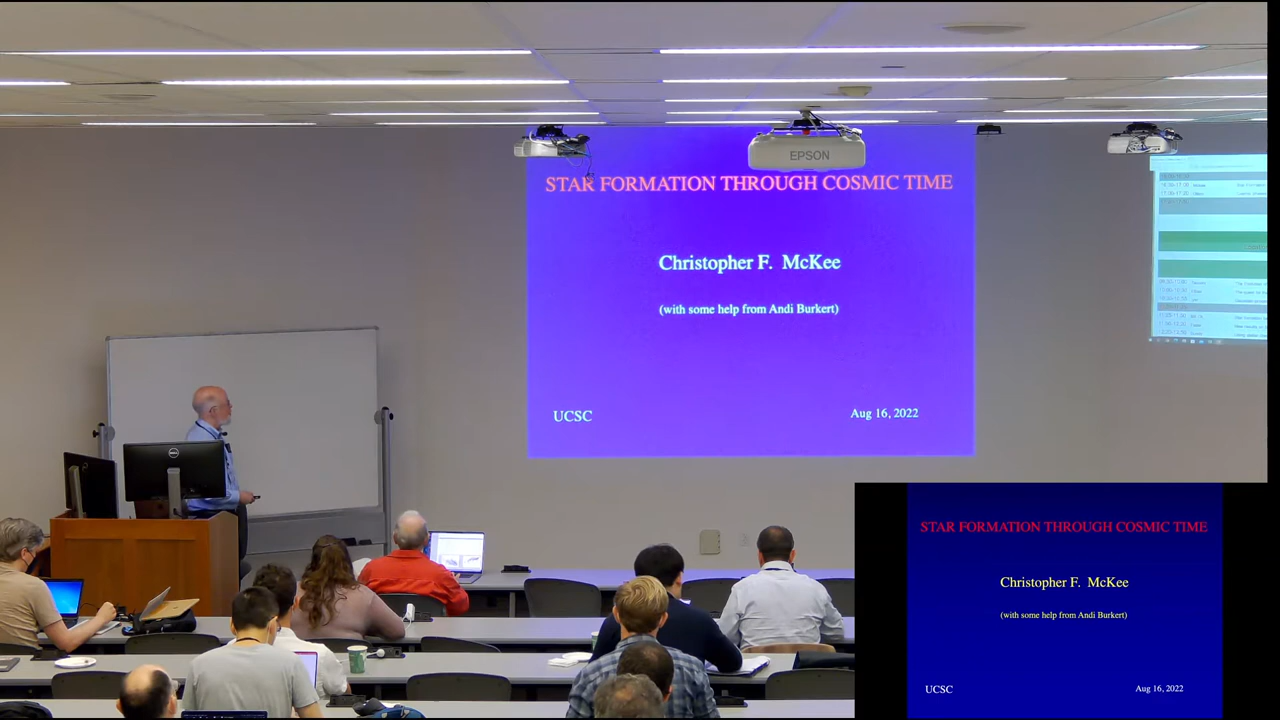 EPSON
STAR FORMATION THROUGH COSMIC TIME
Christopher F. McKee
(with some help from Andi Burkert)
UCSC
Aug 16, 2022
DELL
STAR FORMATION THROUGH COSMIC TIME
Christopher F. McKee
(with some help from Andi Burkert)
UCSC
Aug 16, 2022